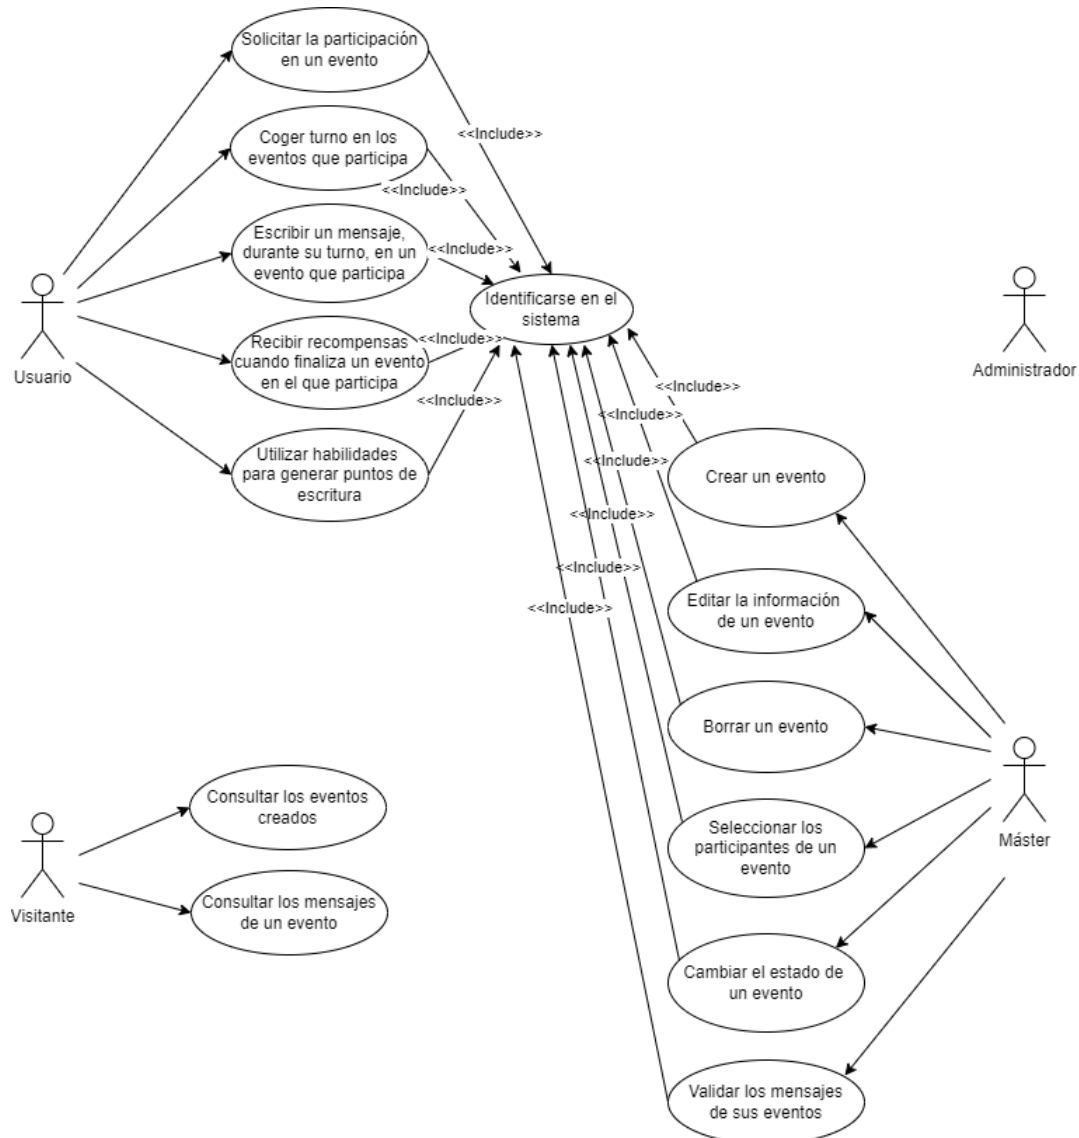 Solicitar la participación
en un evento
<<Include>>
Coger turno en los
eventos que participa
<<Include>>
Escribir un mensaje,
durante su turno, en un
evento que participa
<<Include>>
Identificarse en el
sistema
Usuario
Recibir recompensas
cuando finaliza un evento
en el que participa
<<Include>>
Administrador
<<Include>>
<<Include>>
<<Include>>
Utilizar habilidades
para generar puntos de
escritura
<<Include>>
Crear un evento
<<Include>>
<<Include>>
<<Include>>
Editar la información
de un evento
Borrar un evento
Consultar los eventos
creados
Seleccionar los
participantes de un
evento
Máster
Consultar los mensajes
de un evento
Visitante
Cambiar el estado de
un evento
Validar los mensajes
de sus eventos